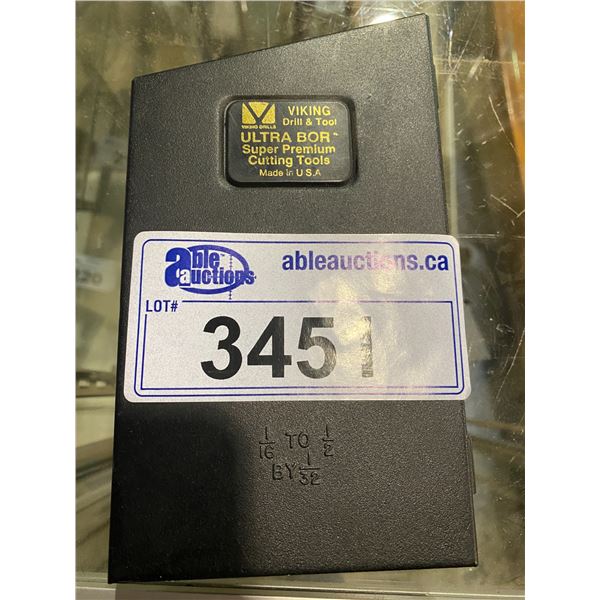 VIKING
Drill & Tool
VIKING DRILLS
ULTRA BOR™
Super Premium
Cutting Tools
Made in U.S.A
able auctions
ableauctions.ca
LOT#
3451
1/16 TO 1/2
BY 1/32